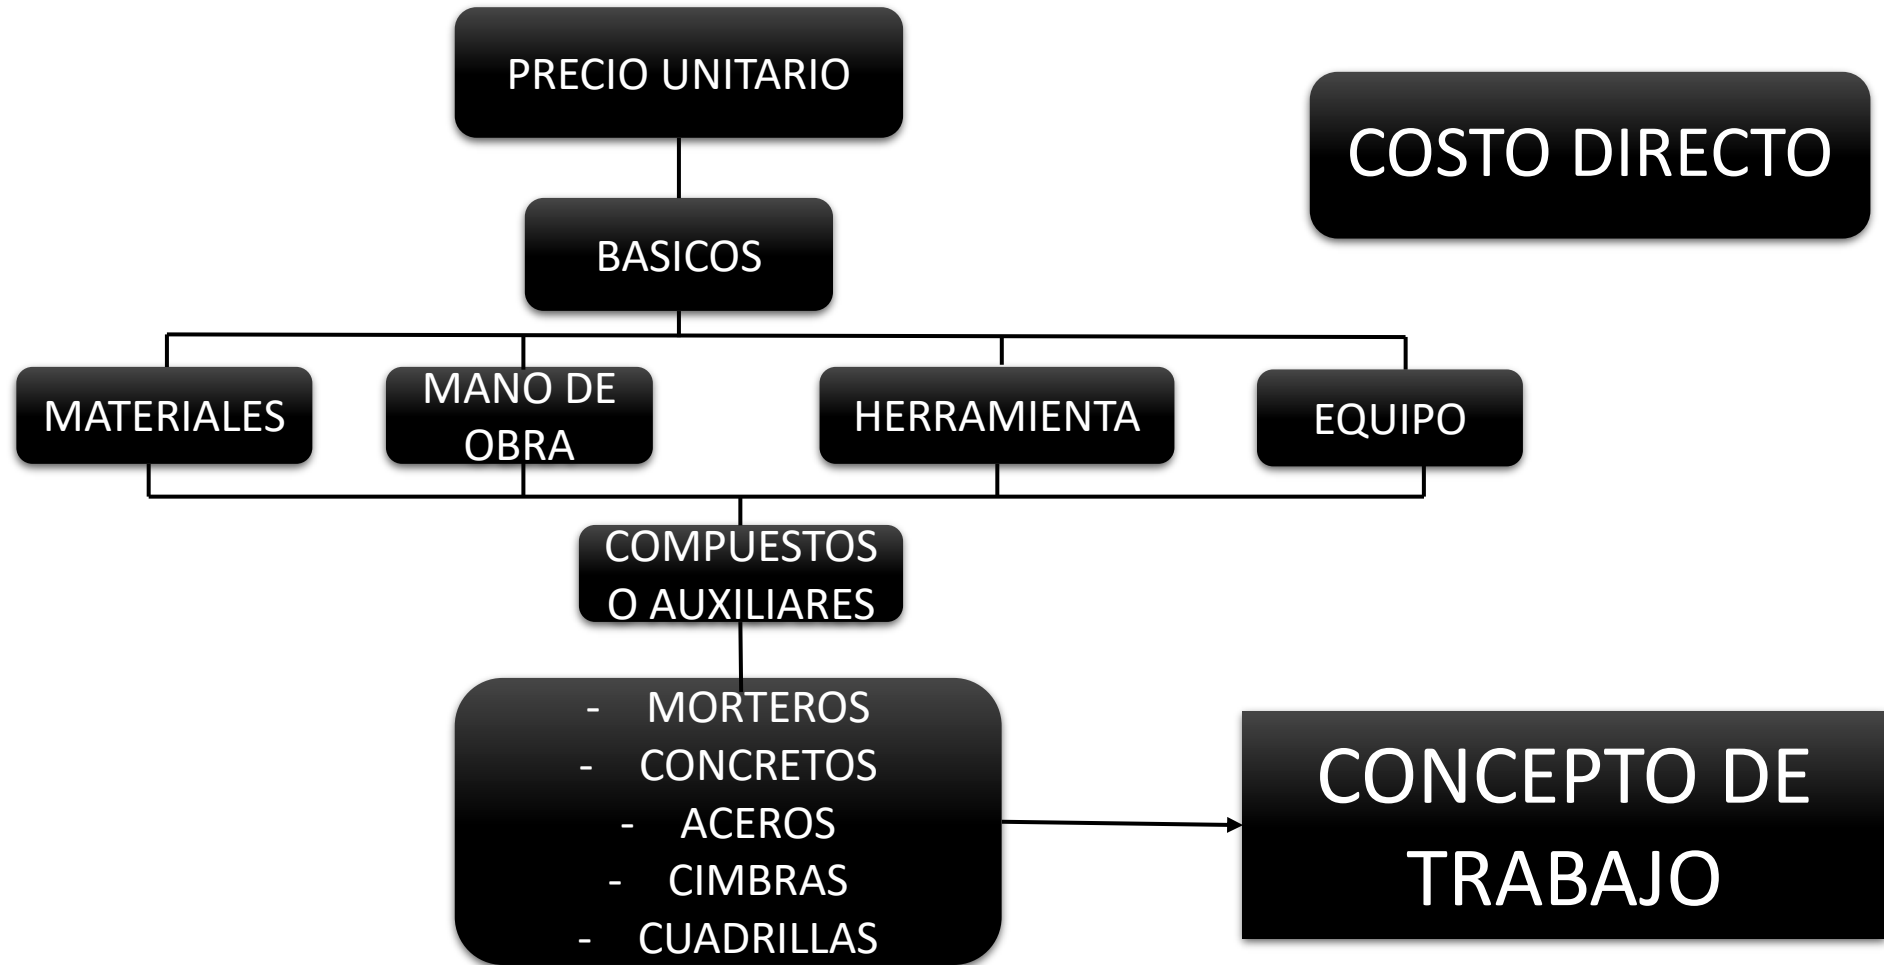 PRECIO UNITARIO
COSTO DIRECTO
BASICOS
MATERIALES
MANO DE
OBRA
HERRAMIENTA
EQUIPO
COMPUESTOS
O AUXILIARES
- MORTEROS
- CONCRETOS
- ACEROS
- CIMBRAS
- CUADRILLAS
CONCEPTO DE
TRABAJO